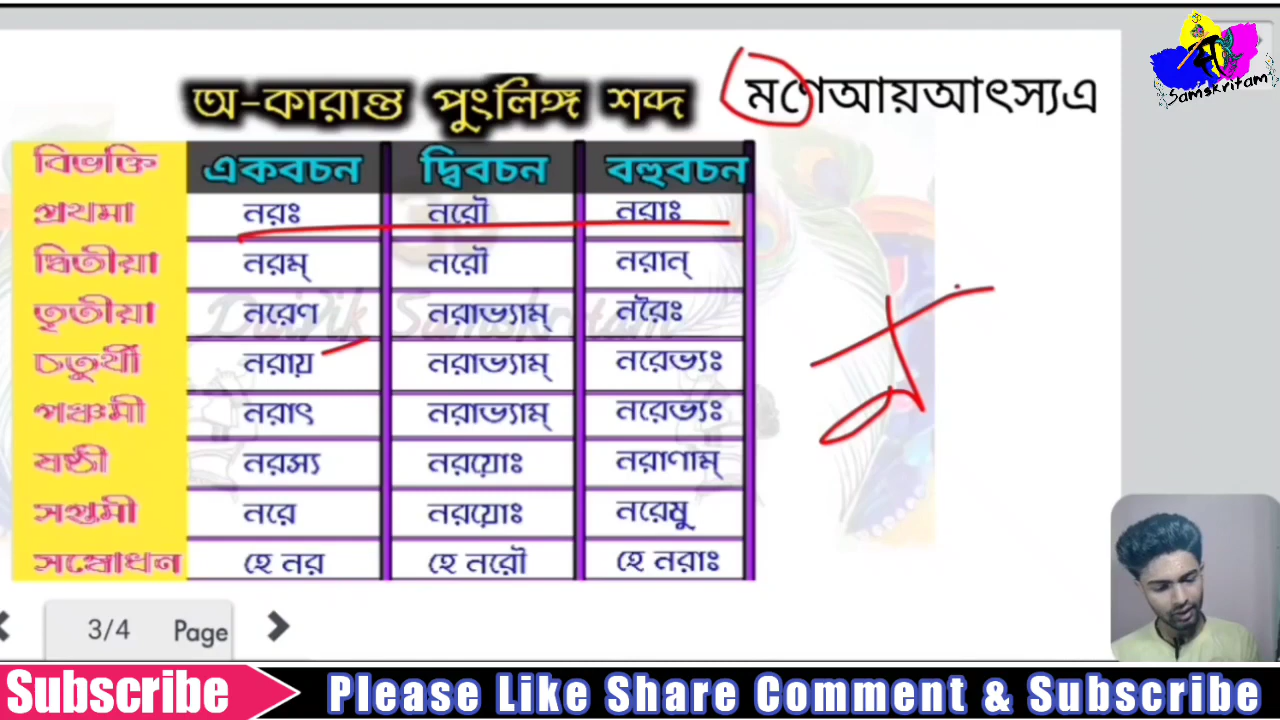 অ-কারান্ত পুংলিঙ্গ শব্দ মণেআয়আৎস্যএ
Samskritam
বিভক্তি একবচন দ্বিবচন বহুবচন
প্রথমা নরঃ নরৌ নরাঃ
দ্বিতীয়া নরম্ নরৌ নরান্
তৃতীয়া নরেণ নরাভ্যাম্ নরৈঃ
চতুর্থী নরায় নরাভ্যাম্ নরেভ্যঃ
পঞ্চমী নরাৎ নরাভ্যাম্ নরেভ্যঃ
ষষ্ঠী নরস্য নরয়োঃ নরাণাম্
সপ্তমী নরে নরয়োঃ নরেষু
সম্বোধন হে নর হে নরৌ হে নরাঃ
3/4 Page
Subscribe Please Like Share Comment & Subscribe